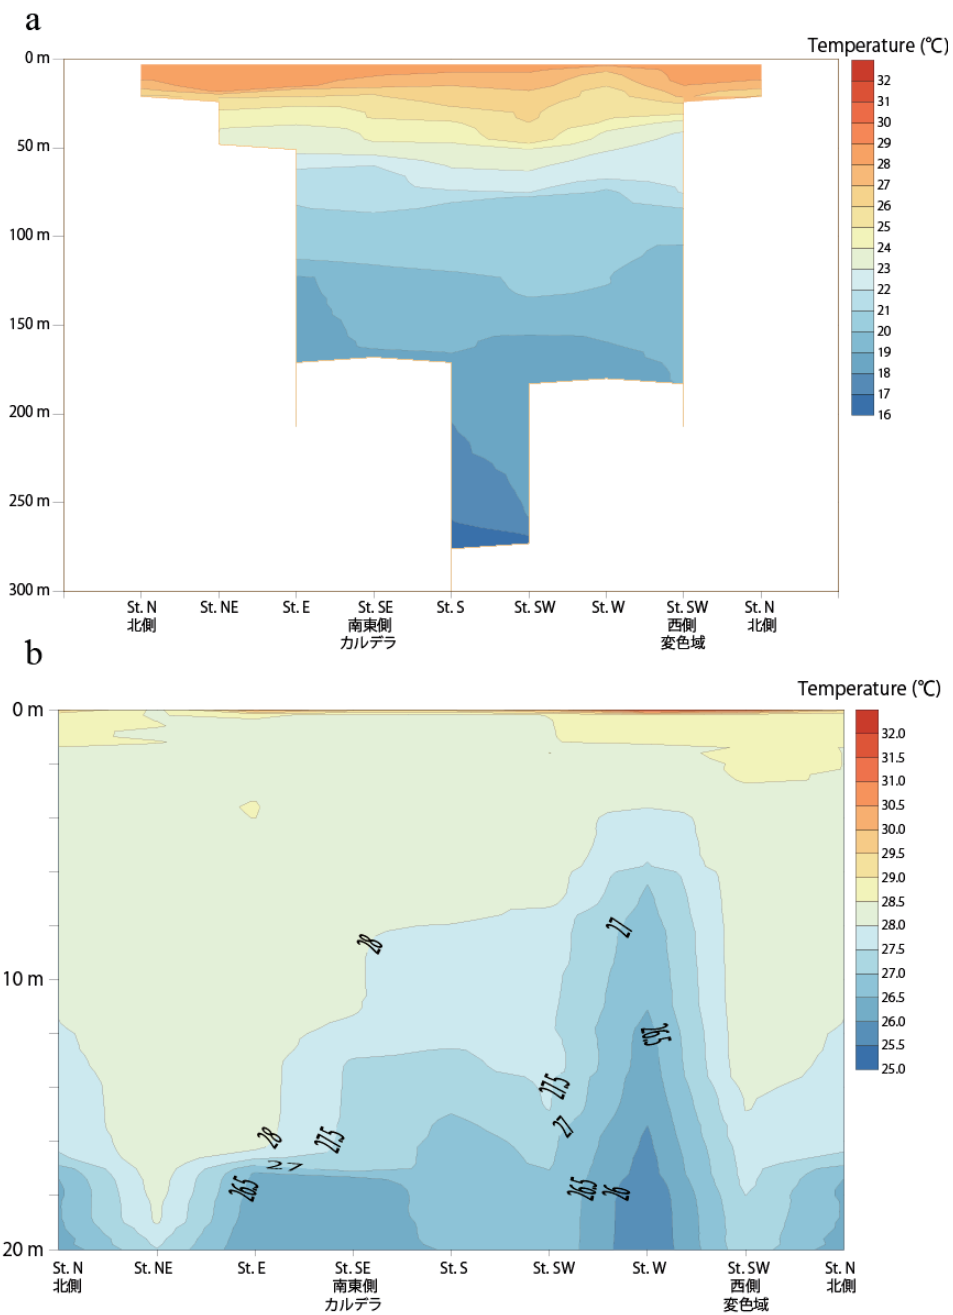 a
Temperature (℃)
0 m
50 m
100 m
150 m
200 m
250 m
300 m
32
31
30
29
28
27
26
25
24
23
22
21
20
19
18
17
16
St. N
北側
St. NE
St. E
St. SE
南東側
カルデラ
St. S
St. SW
St. W
St. SW
西側
変色域
St. N
北側
b
Temperature (℃)
0 m
10 m
20 m
28
27
26.5
27.5
28
27.5
27
27
26.5
26.5
26
32.0
31.5
31.0
30.5
30.0
29.5
29.0
28.5
28.0
27.5
27.0
26.5
26.0
25.5
25.0
St. N
北側
St. NE
St. E
St. SE
南東側
カルデラ
St. S
St. SW
St. W
St. SW
西側
変色域
St. N
北側